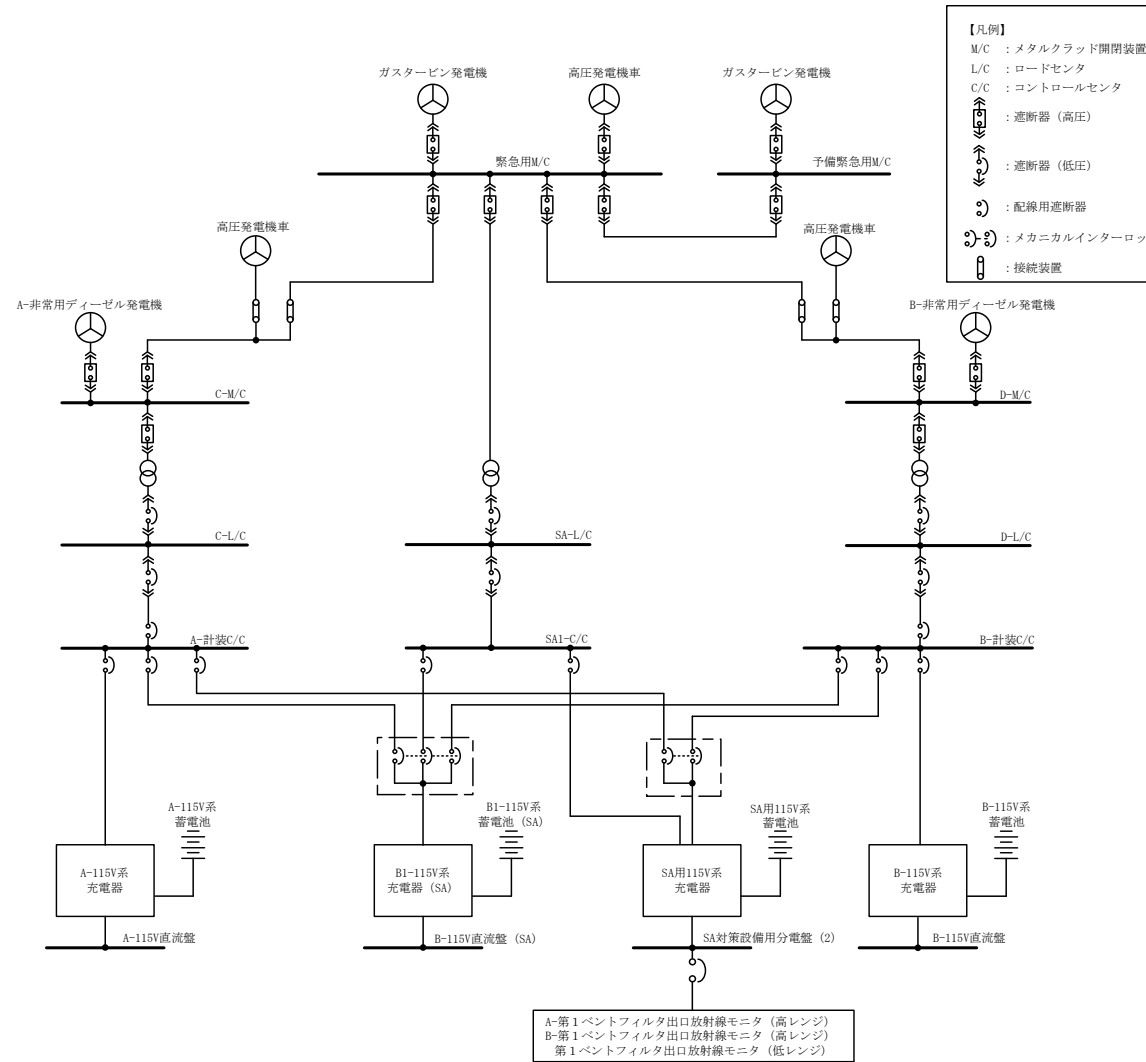 【凡例】
M/C ：メタルクラッド開閉装置
L/C ：ロードセンタ
C/C ：コントロールセンタ
：遮断器（高圧）
：遮断器（低圧）
：配線用遮断器
：メカニカルインターロッ
：接続装置
ガスタービン発電機
高圧発電機車
ガスタービン発電機
緊急用M/C
予備緊急用M/C
高圧発電機車
高圧発電機車
A-非常用ディーゼル発電機
B-非常用ディーゼル発電機
C-M/C
D-M/C
C-L/C
SA-L/C
D-L/C
A-計装C/C
SA1-C/C
B-計装C/C
A-115V系
蓄電池
B1-115V系
蓄電池（SA）
SA用115V系
蓄電池
B-115V系
蓄電池
A-115V系
充電器
B1-115V系
充電器（SA）
SA用115V系
充電器
B-115V系
充電器
A-115V直流盤
B-115V直流盤（SA）
SA対策設備用分電盤（2）
B-115V直流盤
A-第１ベントフィルタ出口放射線モニタ（高レンジ）
B-第１ベントフィルタ出口放射線モニタ（高レンジ）
第１ベントフィルタ出口放射線モニタ（低レンジ）